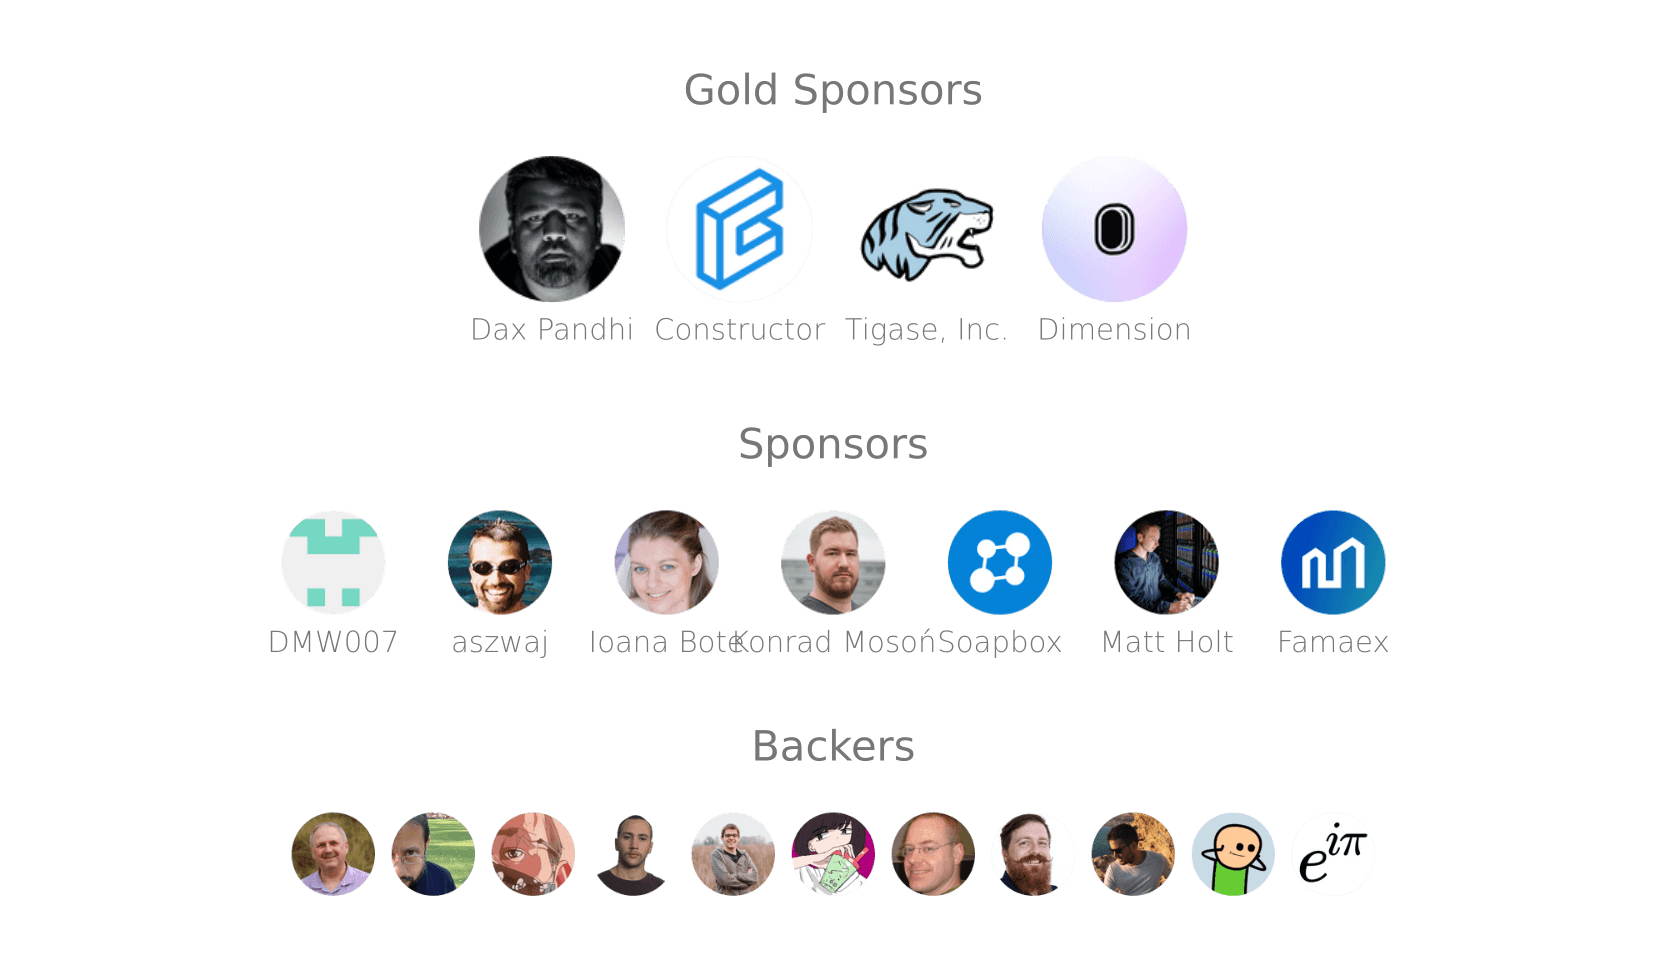 Gold Sponsors
Dax Pandhi Constructor Tigase, Inc. Dimension
Sponsors
DMW007 aszwaj Ioana Bote Konrad Mosoń Soapbox Matt Holt Famaex
Backers
e^{iπ}